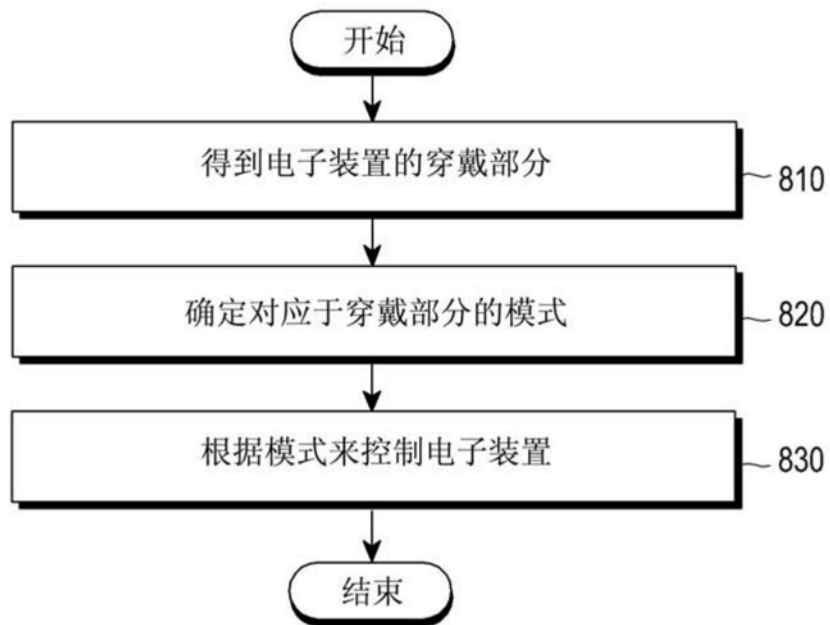 开始
得到电子装置的穿戴部分
810
确定对应于穿戴部分的模式
820
根据模式来控制电子装置
830
结束